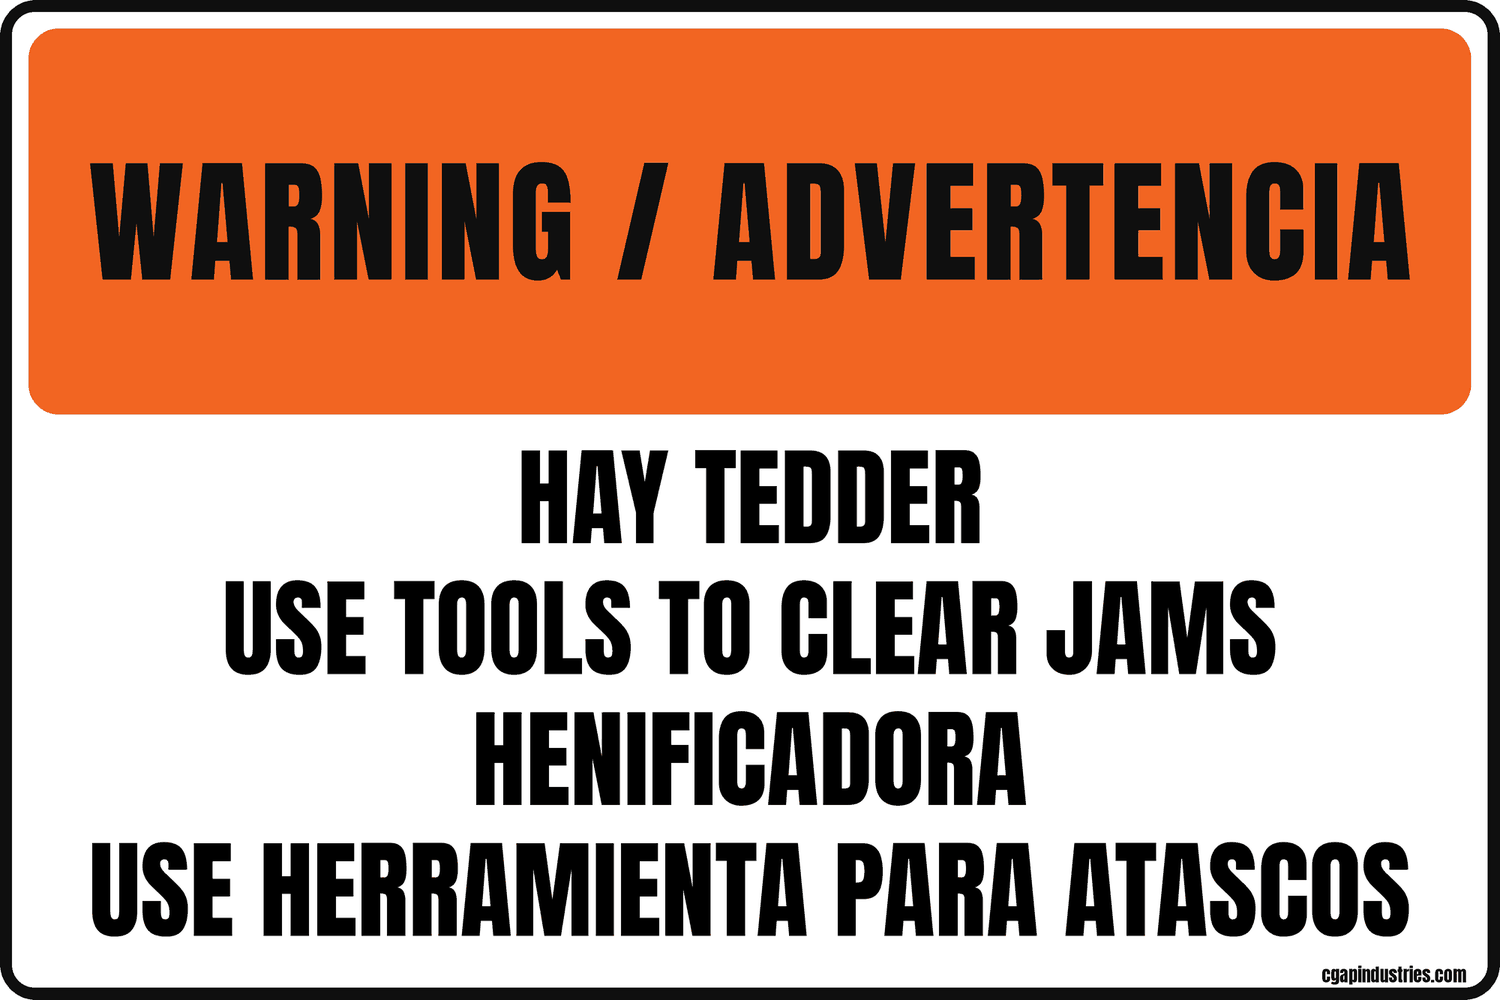 WARNING / ADVERTENCIA
HAY TEDDER
USE TOOLS TO CLEAR JAMS
HENIFICADORA
USE HERRAMIENTA PARA ATASCOS
cgapindustries.com